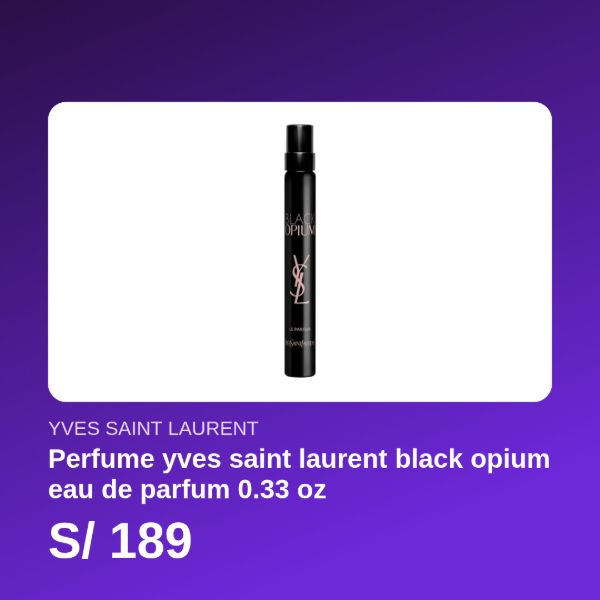 BLACK
OPIUM
YSL
LE PARFUM
YVES SAINT LAURENT
Perfume yves saint laurent black opium
eau de parfum 0.33 oz
S/ 189